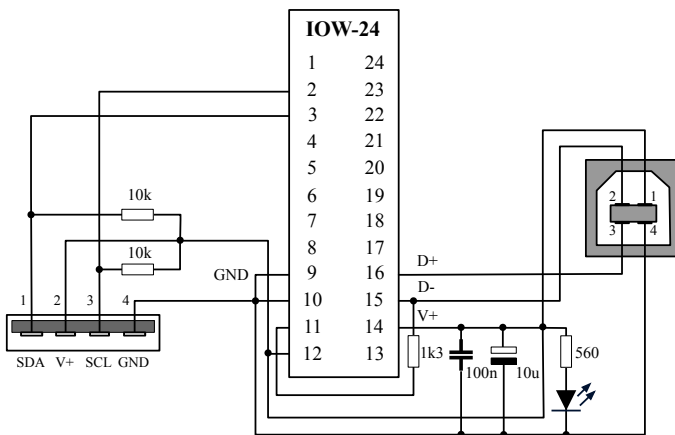 IOW-24
1 24
2 23
3 22
4 21
5 20
6 19
7 18
8 17
9 16
10 15
11 14
12 13
10k
10k
GND
D+
D-
V+
1k3
100n
10u
560
2 1
3 4
1 2 3 4
SDA V+ SCL GND